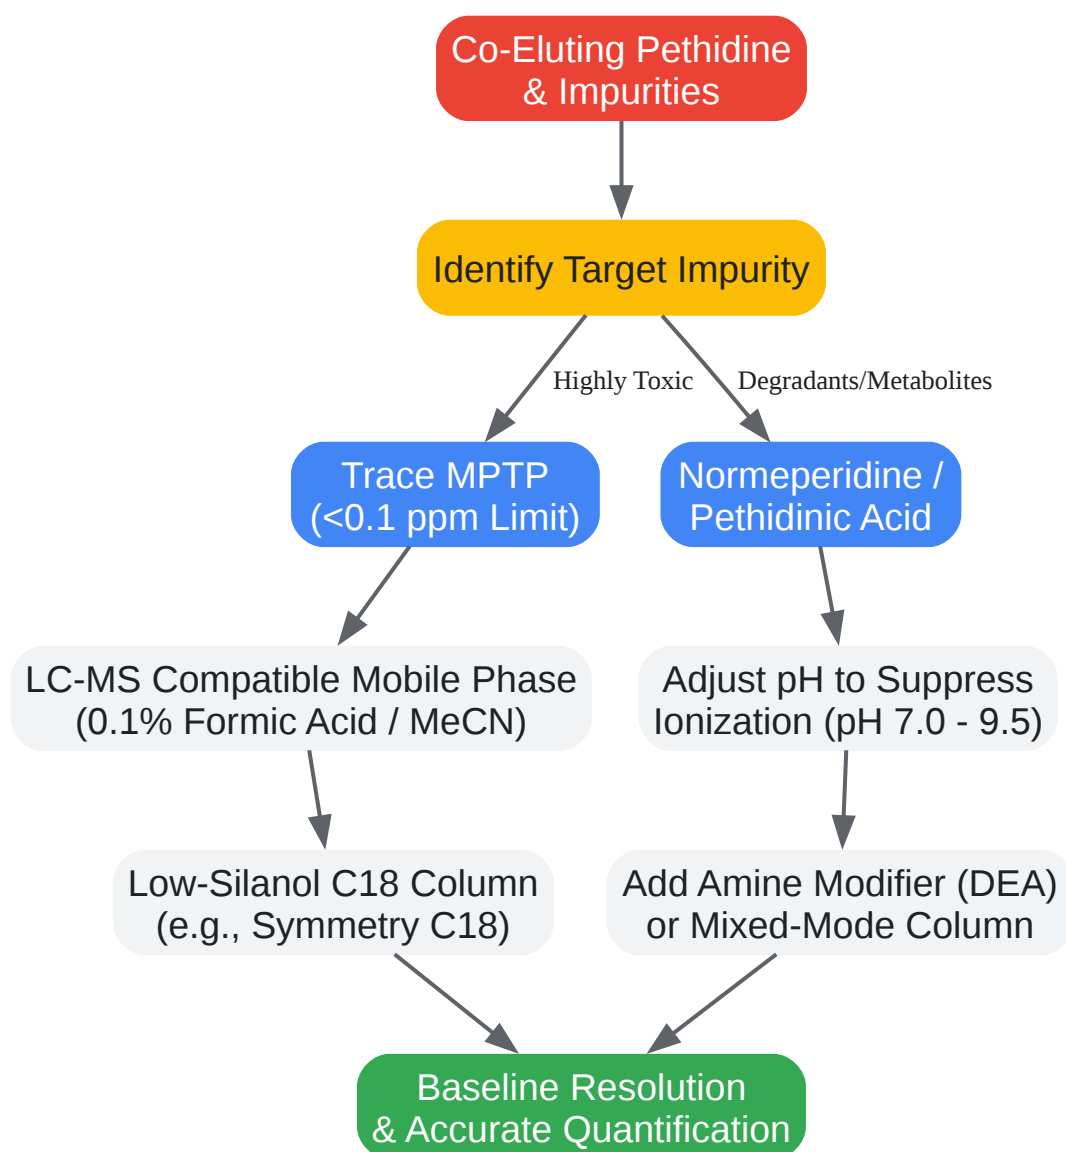 Co-Eluting Pethidine
& Impurities
Identify Target Impurity
Highly Toxic
Degradants/Metabolites
Trace MPTP
(<0.1 ppm Limit)
Normeperidine /
Pethidinic Acid
LC-MS Compatible Mobile Phase
(0.1% Formic Acid / MeCN)
Adjust pH to Suppress
Ionization (pH 7.0 - 9.5)
Low-Silanol C18 Column
(e.g., Symmetry C18)
Add Amine Modifier (DEA)
or Mixed-Mode Column
Baseline Resolution
& Accurate Quantification